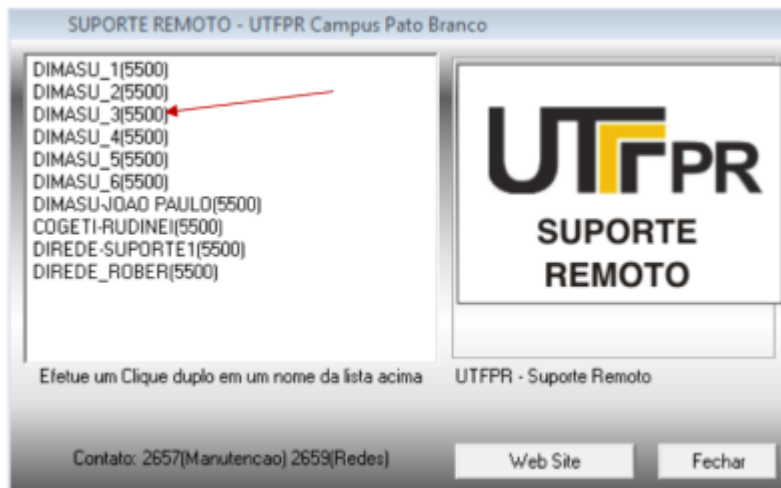 SUPORTE REMOTO - UTFPR Campus Pato Branco
DIMASU_1(5500)
DIMASU_2(5500)
DIMASU_3(5500)
DIMASU_4(5500)
DIMASU_5(5500)
DIMASU_6(5500)
DIMASU-JOAO PAULO(5500)
COGETI-RUDINEI(5500)
DIREDE-SUPORTE1(5500)
DIREDE_ROBER(5500)
UTFPR
SUPORTE
REMOTO
Efetue um Clique duplo em um nome da lista acima
UTFPR - Suporte Remoto
Contato: 2657(Manutencao) 2659(Redes)
Web Site
Fechar